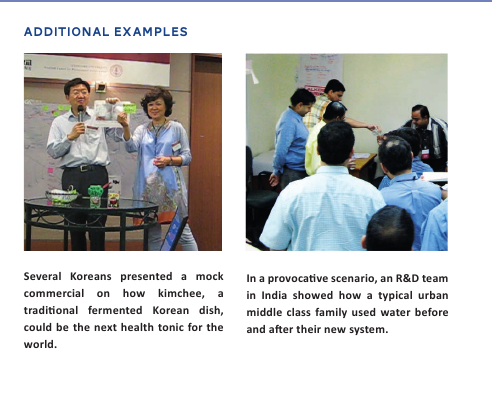 ADDITIONAL EXAMPLES
Several Koreans presented a mock
commercial on how kimchee, a
traditional fermented Korean dish,
could be the next health tonic for the
world.
In a provocative scenario, an R&D team
in India showed how a typical urban
middle class family used water before
and after their new system.